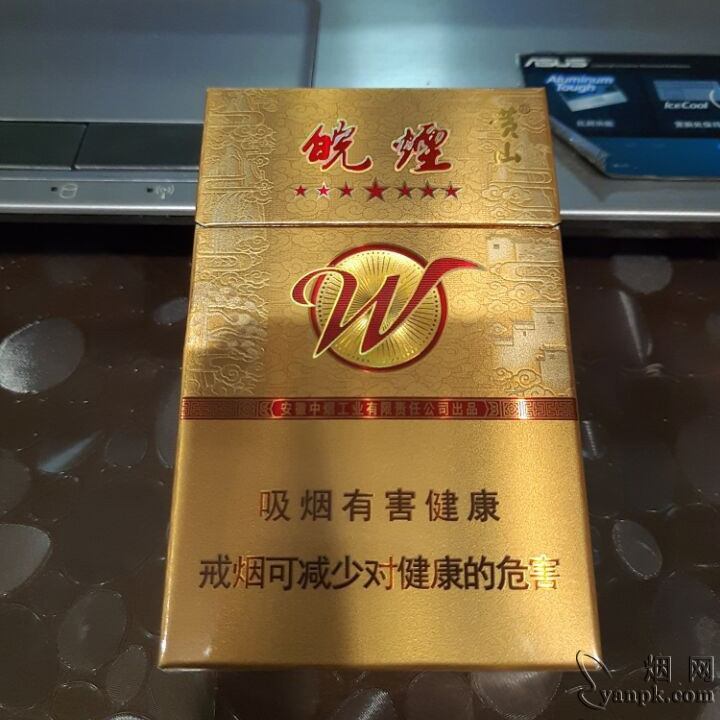 ASUS
Aluminum
Tough
IceCool
皖煙
黄山
W
安徽中烟工业有限责任公司出品
吸烟有害健康
戒烟可减少对健康的危害
烟网
yanpk.com